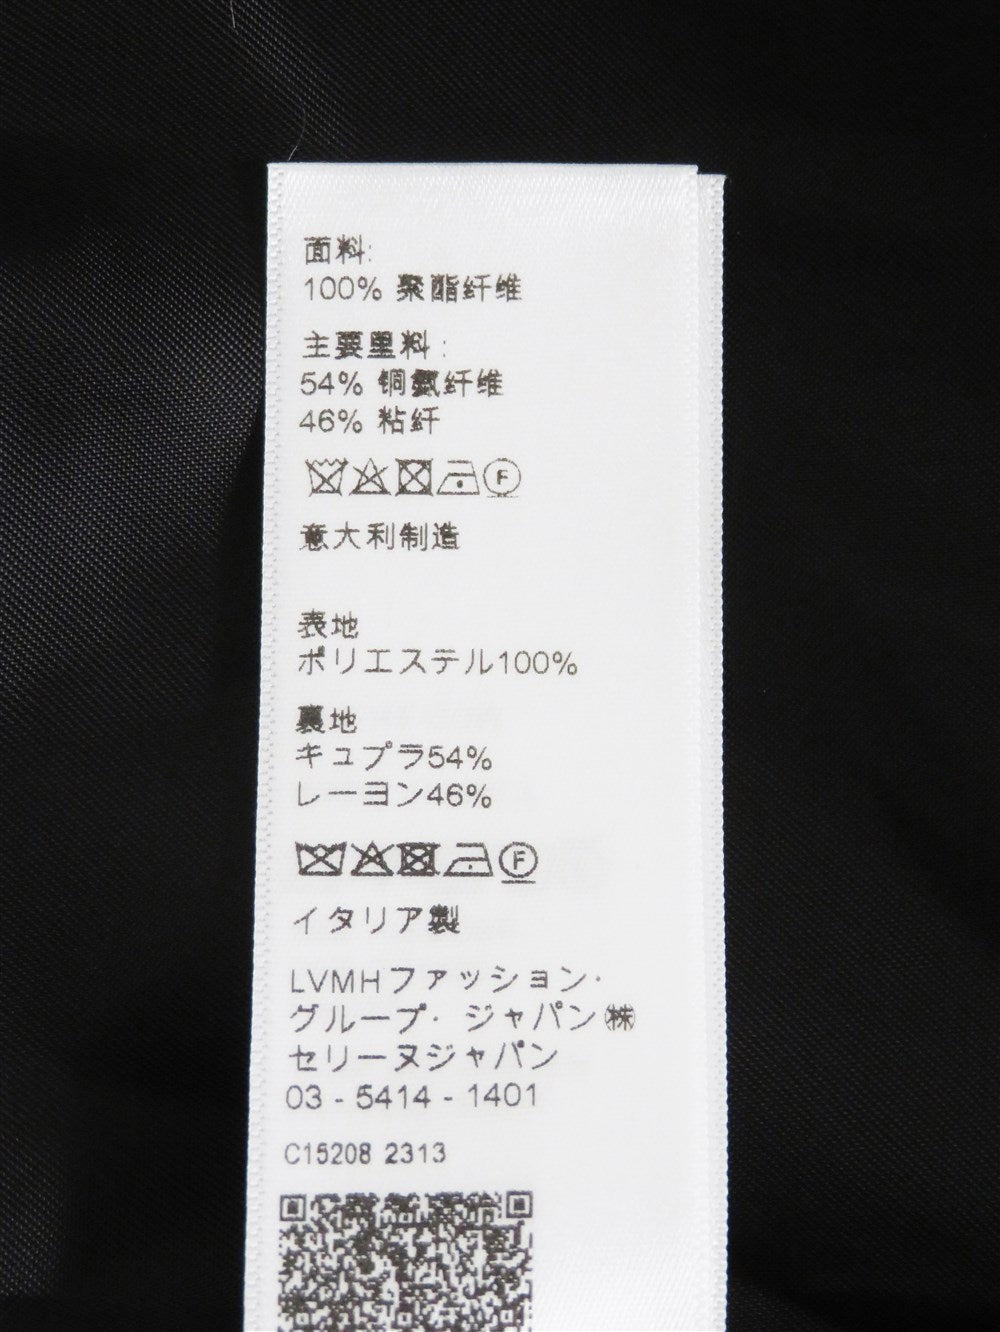 面料:
100% 聚酯纤维
主要里料:
54% 铜氨纤维
46% 粘纤
F
意大利制造
表地
ポリエステル100%
裏地
キュプラ54%
レーヨン46%
F
イタリア製
LVMHファッション・
グループ・ジャパン㈱
セリーヌジャパン
03 - 5414 - 1401
C15208 2313